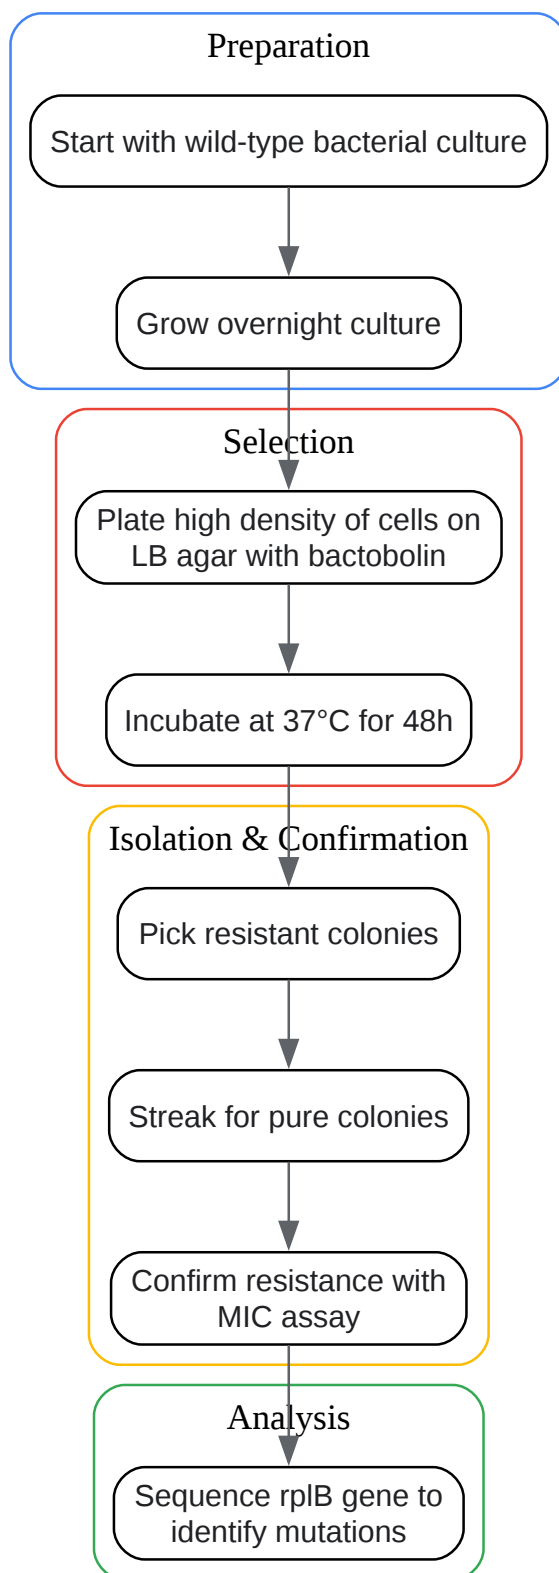 Preparation
Start with wild-type bacterial culture
Grow overnight culture
Selection
Plate high density of cells on
LB agar with bactobolin
Incubate at 37°C for 48h
Isolation & Confirmation
Pick resistant colonies
Streak for pure colonies
Confirm resistance with
MIC assay
Analysis
Sequence rplB gene to
identify mutations